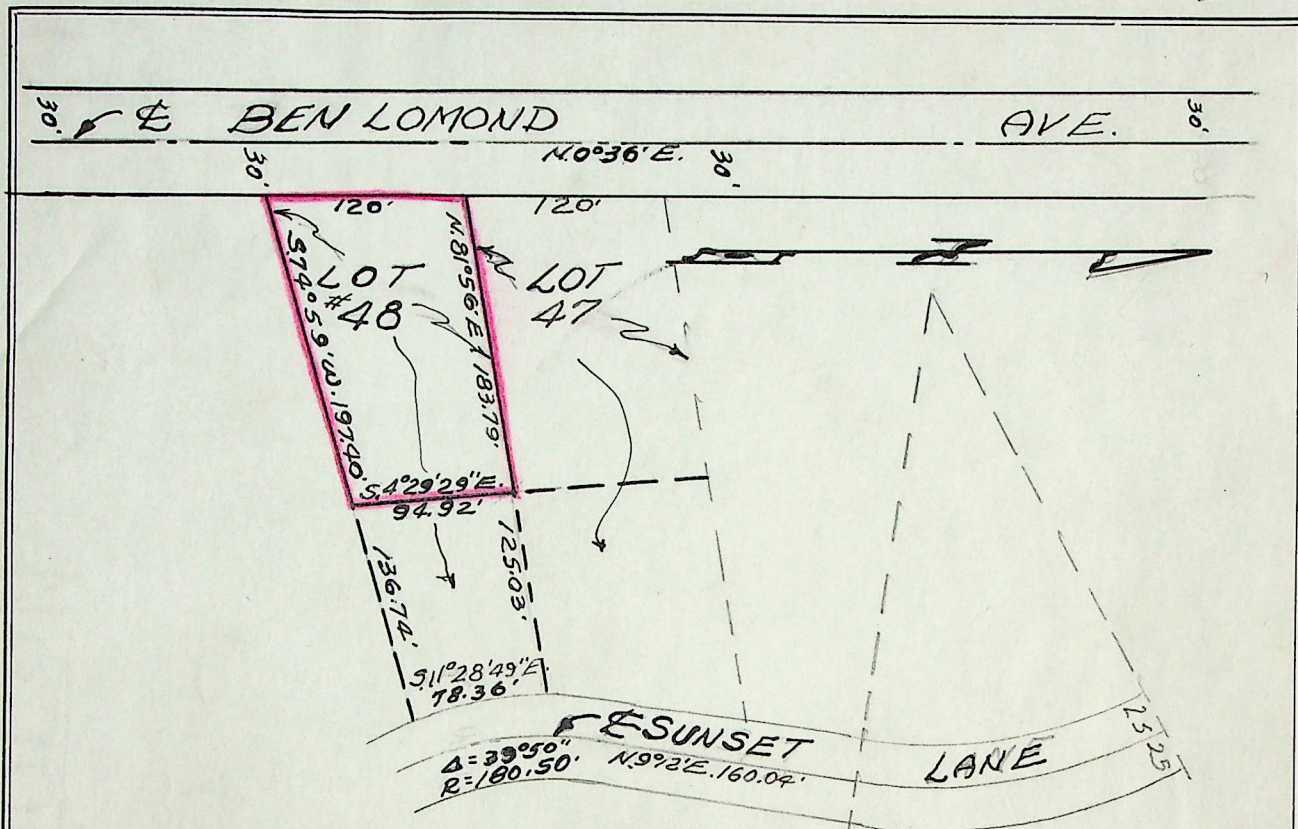 30' ℄ BEN LOMOND AVE. 30'
30' N.0°36'E. 30'
120' 120'
S.74°59'W. 197.40'
LOT
#48
N.81°56'E. 183.79'
LOT
47
S.4°29'29"E.
94.92'
136.74'
125.03'
S.11°28'49"E.
78.36'
℄ SUNSET LANE
Δ=39°50"
R=180.50'
N.9°2'E. 160.04'
25 25